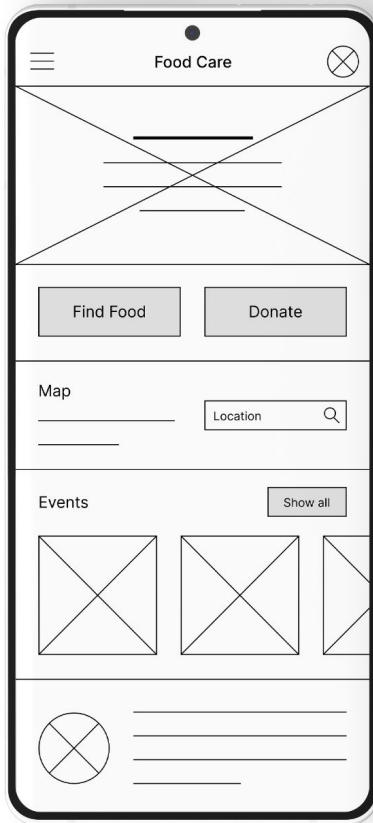 Food Care
Find Food
Donate
Map
Location
Events
Show all